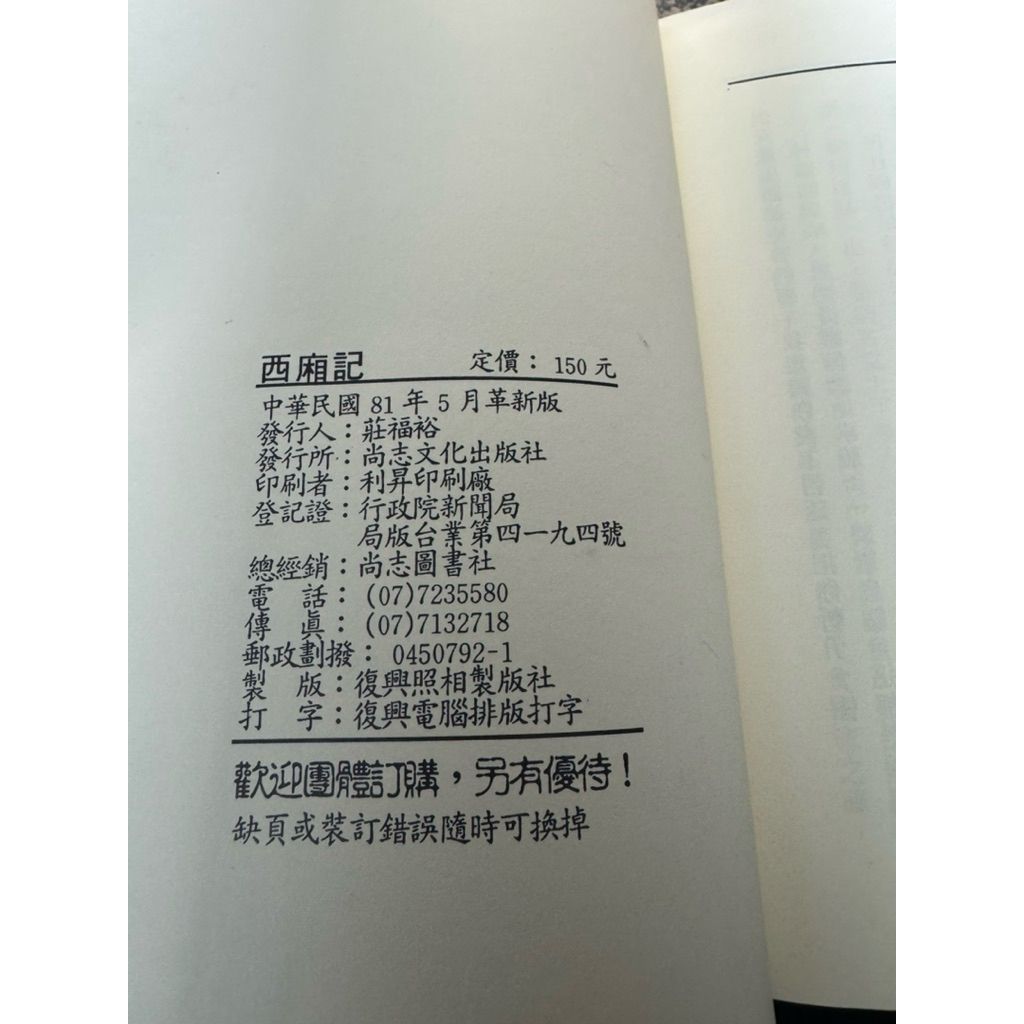 西廂記 定價：150元
中華民國81年5月革新版
發行人：莊福裕
發行所：尚志文化出版社
印刷者：利昇印刷廠
登記證：行政院新聞局
局版台業第四一九四號
總經銷：尚志圖書社
電　話：(07)7235580
傳　眞：(07)7132718
郵政劃撥：0450792-1
製　版：復興照相製版社
打　字：復興電腦排版打字
歡迎團體訂購，另有優待！
缺頁或裝訂錯誤隨時可換掉